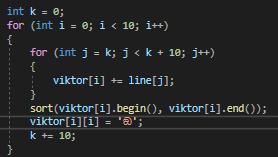 int k = 0;
for (int i = 0; i < 10; i++)
{
for (int j = k; j < k + 10; j++)
{
viktor[i] += line[j];
}
sort(viktor[i].begin(), viktor[i].end());
viktor[i][i] = '@';
k += 10;
}